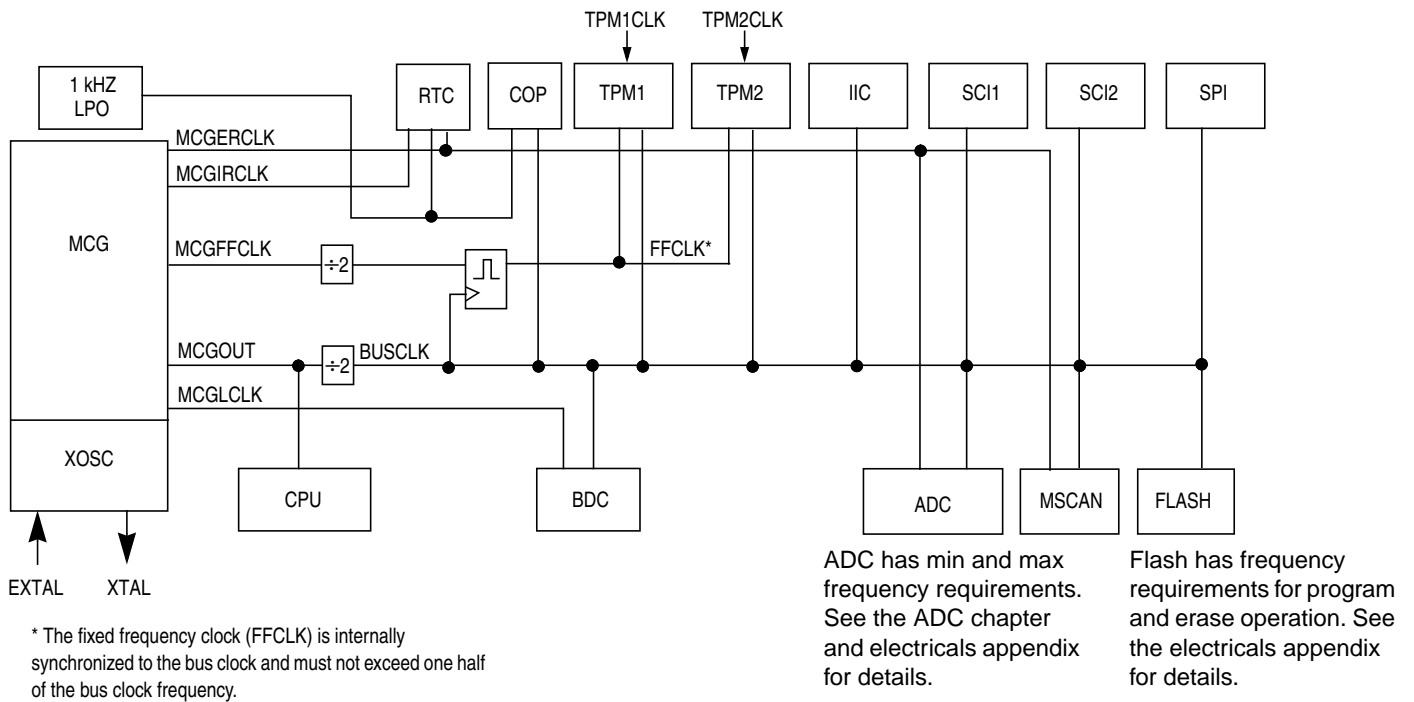 TPM1CLK
TPM2CLK
1 kHZ
LPO
RTC
COP
TPM1
TPM2
IIC
SCI1
SCI2
SPI
MCGERCLK
MCGIRCLK
MCG
MCGFFCLK
÷2
FFCLK*
MCGOUT
÷2
BUSCLK
MCGLCLK
XOSC
CPU
BDC
ADC
MSCAN
FLASH
EXTAL
XTAL
ADC has min and max
frequency requirements.
See the ADC chapter
and electricals appendix
for details.
Flash has frequency
requirements for program
and erase operation. See
the electricals appendix
for details.
* The fixed frequency clock (FFCLK) is internally
synchronized to the bus clock and must not exceed one half
of the bus clock frequency.